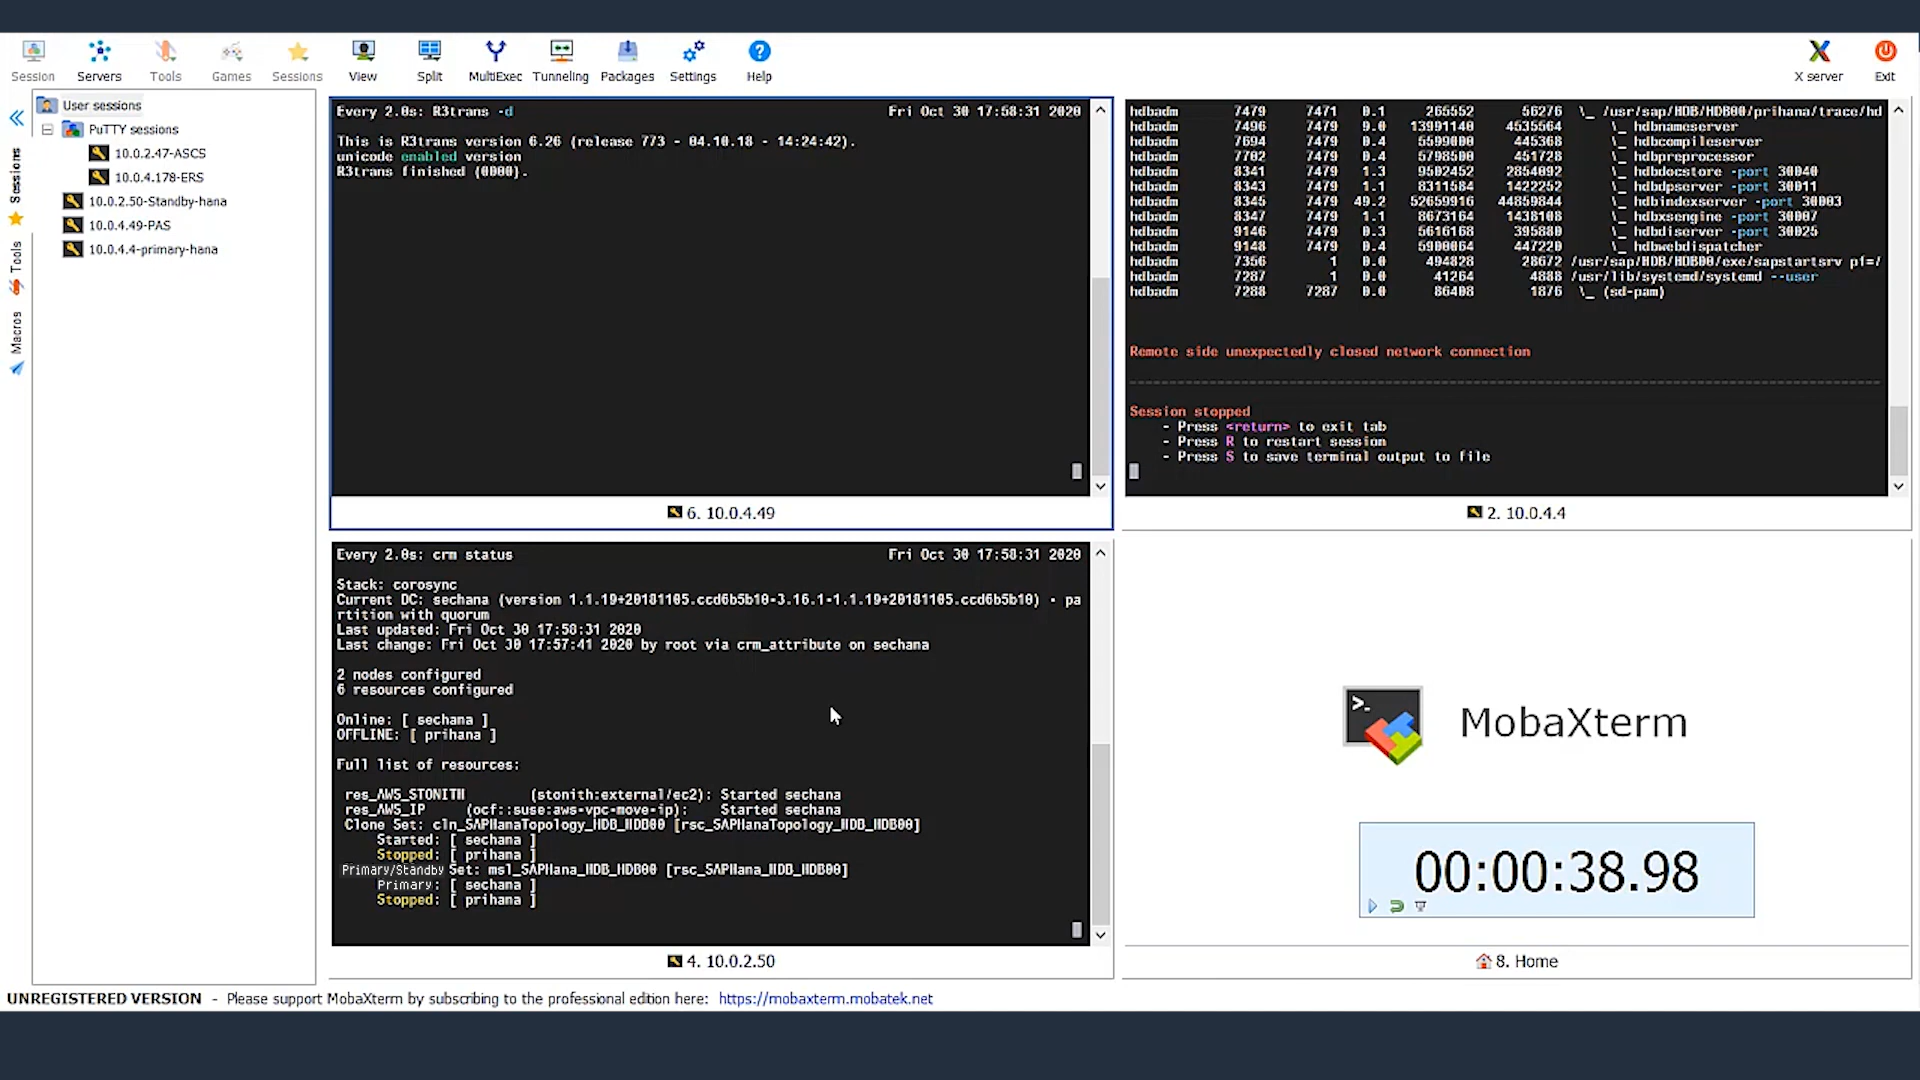 Session Servers Tools Games Sessions View Split MultiExec Tunneling Packages Settings Help X server Exit
User sessions
PuTTY sessions
10.0.2.47-ASCS
10.0.4.178-ERS
10.0.2.50-Standby-hana
10.0.4.49-PAS
10.0.4.4-primary-hana
Sessions
Tools
Macros
Every 2.0s: R3trans -d Fri Oct 30 17:58:31 2020
This is R3trans version 6.26 (release 773 - 04.10.18 - 14:24:42).
unicode enabled version
R3trans finished (0000).
6. 10.0.4.49
hdbadm 7479 7471 0.1 265552 56276 \_ /usr/sap/HDB/HDB00/prihana/trace/hd
hdbadm 7496 7479 9.0 13991140 4535564 \_ hdbnameserver
hdbadm 7694 7479 0.4 5599000 445368 \_ hdbcompileserver
hdbadm 7702 7479 0.4 5798500 451728 \_ hdbpreprocessor
hdbadm 8341 7479 1.3 9502452 2854092 \_ hdbdocstore -port 30040
hdbadm 8343 7479 1.1 8311584 1422252 \_ hdbdpserver -port 30011
hdbadm 8345 7479 49.2 52659916 44859844 \_ hdbindexserver -port 30003
hdbadm 8347 7479 1.1 8673164 1438108 \_ hdbxsengine -port 30007
hdbadm 9146 7479 0.3 5616168 395880 \_ hdbdiserver -port 30025
hdbadm 9148 7479 0.4 5900064 447220 \_ hdbwebdispatcher
hdbadm 7356 1 0.0 494828 28672 /usr/sap/HDB/HDB00/exe/sapstartsrv pf=/
hdbadm 7287 1 0.0 41264 4888 /usr/lib/systemd/systemd --user
hdbadm 7288 7287 0.0 86408 1876 \_ (sd-pam)
Remote side unexpectedly closed network connection
Session stopped
- Press <return> to exit tab
- Press R to restart session
- Press S to save terminal output to file
2. 10.0.4.4
Every 2.0s: crm status Fri Oct 30 17:58:31 2020
Stack: corosync
Current DC: sechana (version 1.1.19+20181105.ccd6b5b10-3.16.1-1.1.19+20181105.ccd6b5b10) - pa
rtition with quorum
Last updated: Fri Oct 30 17:58:31 2020
Last change: Fri Oct 30 17:57:41 2020 by root via crm_attribute on sechana
2 nodes configured
6 resources configured
Online: [ sechana ]
OFFLINE: [ prihana ]
Full list of resources:
res_AWS_STONITH (stonith:external/ec2): Started sechana
res_AWS_IP (ocf::suse:aws-vpc-move-ip): Started sechana
Clone Set: cln_SAPHanaTopology_HDB_HDB00 [rsc_SAPHanaTopology_HDB_HDB00]
Started: [ sechana ]
Stopped: [ prihana ]
Primary/Standby Set: msl_SAPHana_HDB_HDB00 [rsc_SAPHana_HDB_HDB00]
Primary: [ sechana ]
Stopped: [ prihana ]
4. 10.0.2.50
MobaXterm
00:00:38.98
8. Home
UNREGISTERED VERSION - Please support MobaXterm by subscribing to the professional edition here: https://mobaxterm.mobatek.net